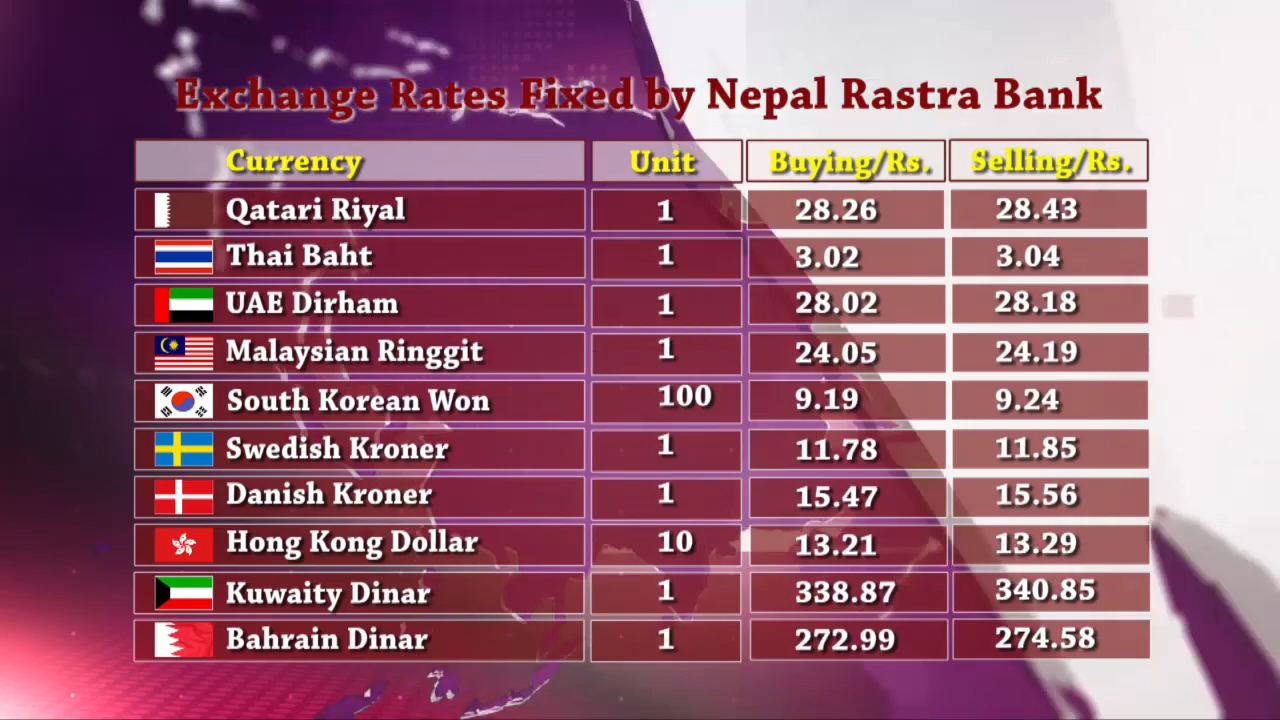 Exchange Rates Fixed by Nepal Rastra Bank
Currency Unit Buying/Rs. Selling/Rs.
Qatari Riyal 1 28.26 28.43
Thai Baht 1 3.02 3.04
UAE Dirham 1 28.02 28.18
Malaysian Ringgit 1 24.05 24.19
South Korean Won 100 9.19 9.24
Swedish Kroner 1 11.78 11.85
Danish Kroner 1 15.47 15.56
Hong Kong Dollar 10 13.21 13.29
Kuwaity Dinar 1 338.87 340.85
Bahrain Dinar 1 272.99 274.58